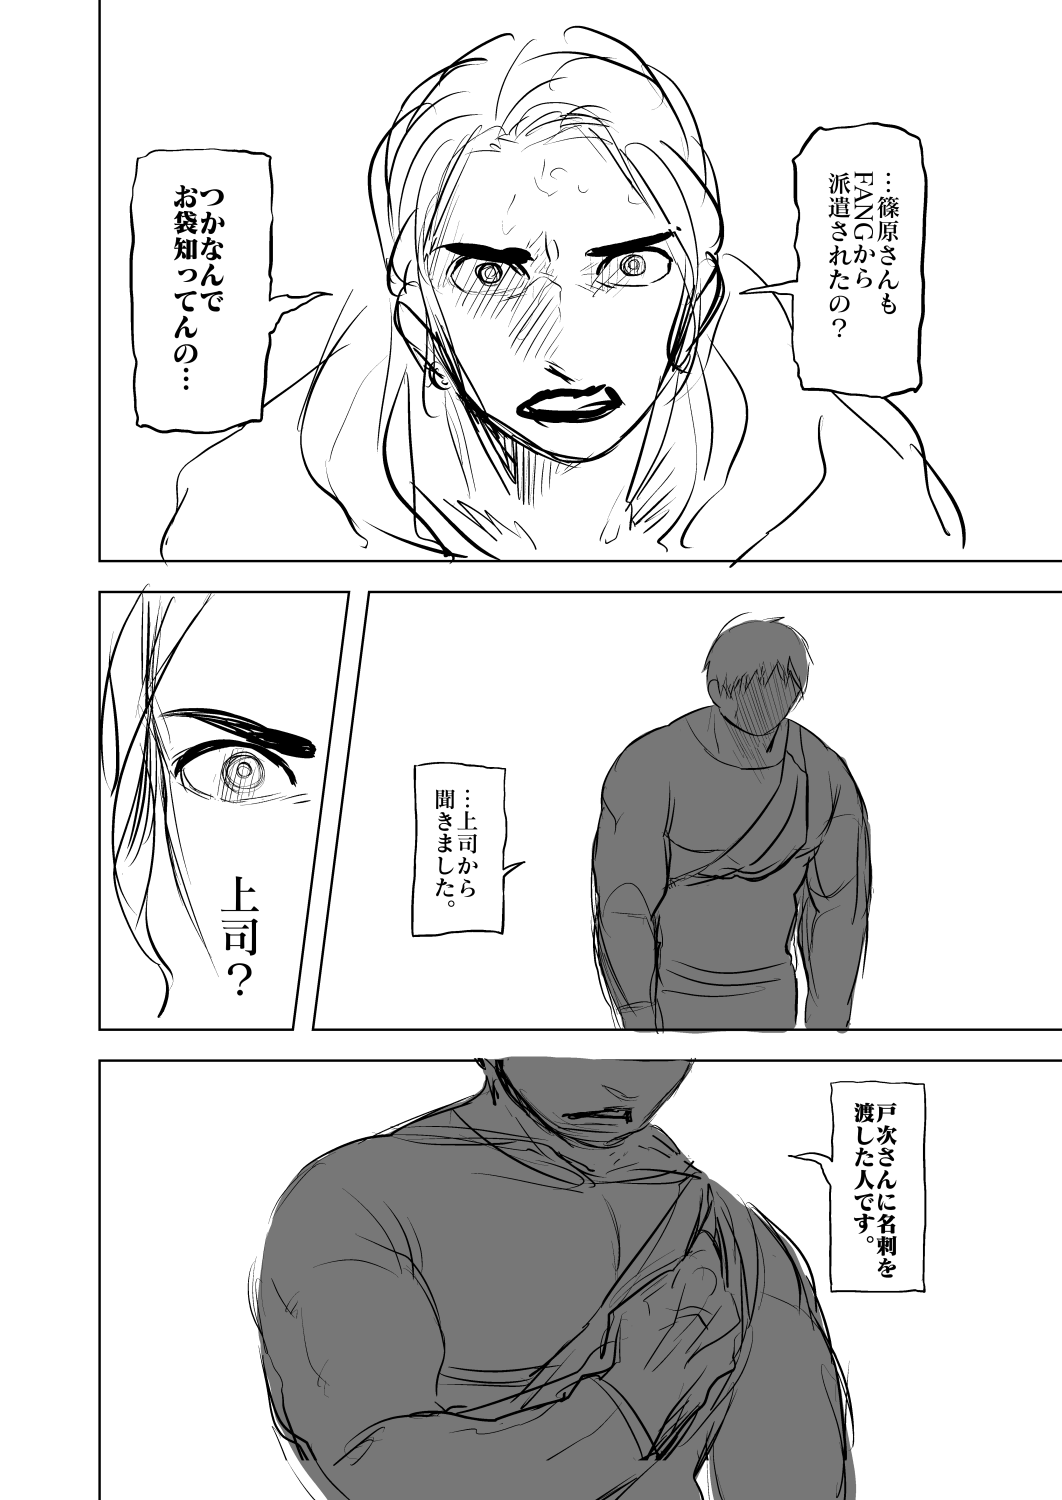 …篠原さんも
FANGから
派遣されたの？
つかなんで
お袋知ってんの…
…上司から
聞きました。
上司？
戸次さんに名刺を
渡した人です。